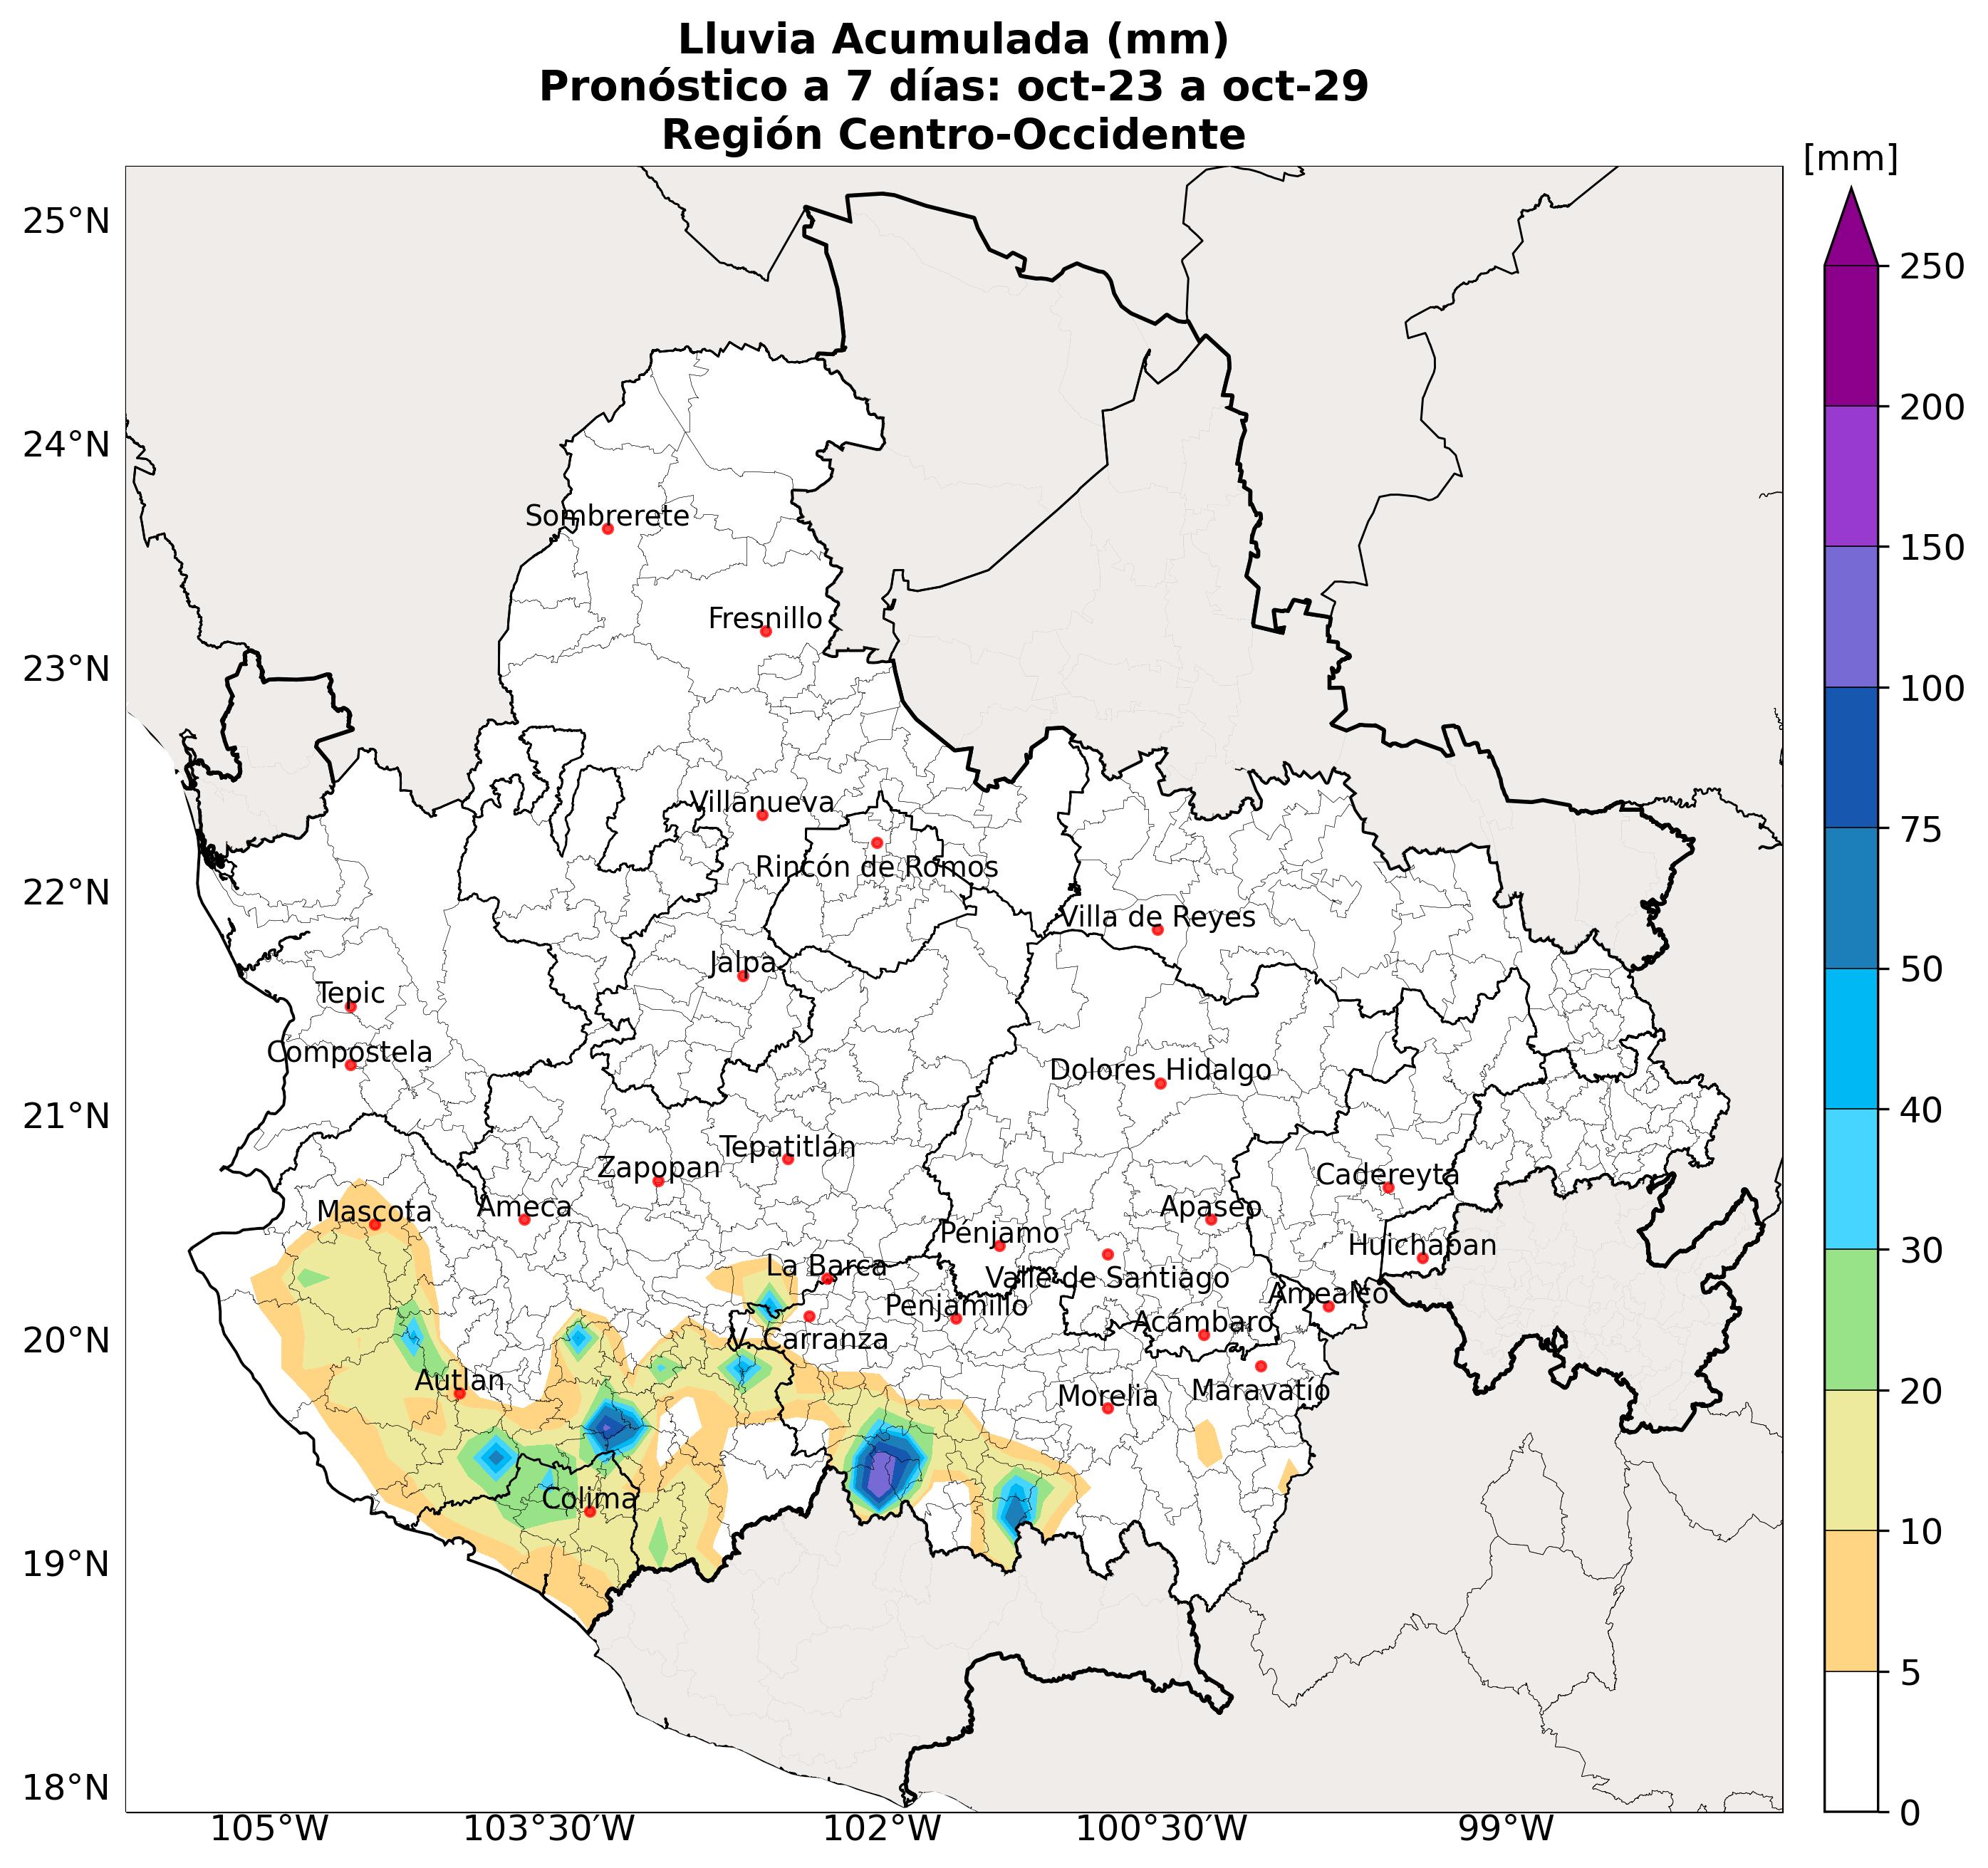 Lluvia Acumulada (mm)
Pronóstico a 7 días: oct-23 a oct-29
Región Centro-Occidente
[mm]
25°N
24°N
23°N
22°N
21°N
20°N
19°N
18°N
250
200
150
100
75
50
40
30
20
10
5
0
Sombrerete
Fresnillo
Villanueva
Rincón de Romos
Villa de Reyes
Jalpa
Tepic
Compostela
Dolores Hidalgo
Tepatitlán
Zapopan
Cadereyta
Mascota
Ameca
Apaseo
Penjamo
Huichapan
La Barca
Valle de Santiago
Amealco
Penjamillo
Acámbaro
V. Carranza
Autlan
Morelia
Maravatío
Colima
105°W
103°30'W
102°W
100°30'W
99°W